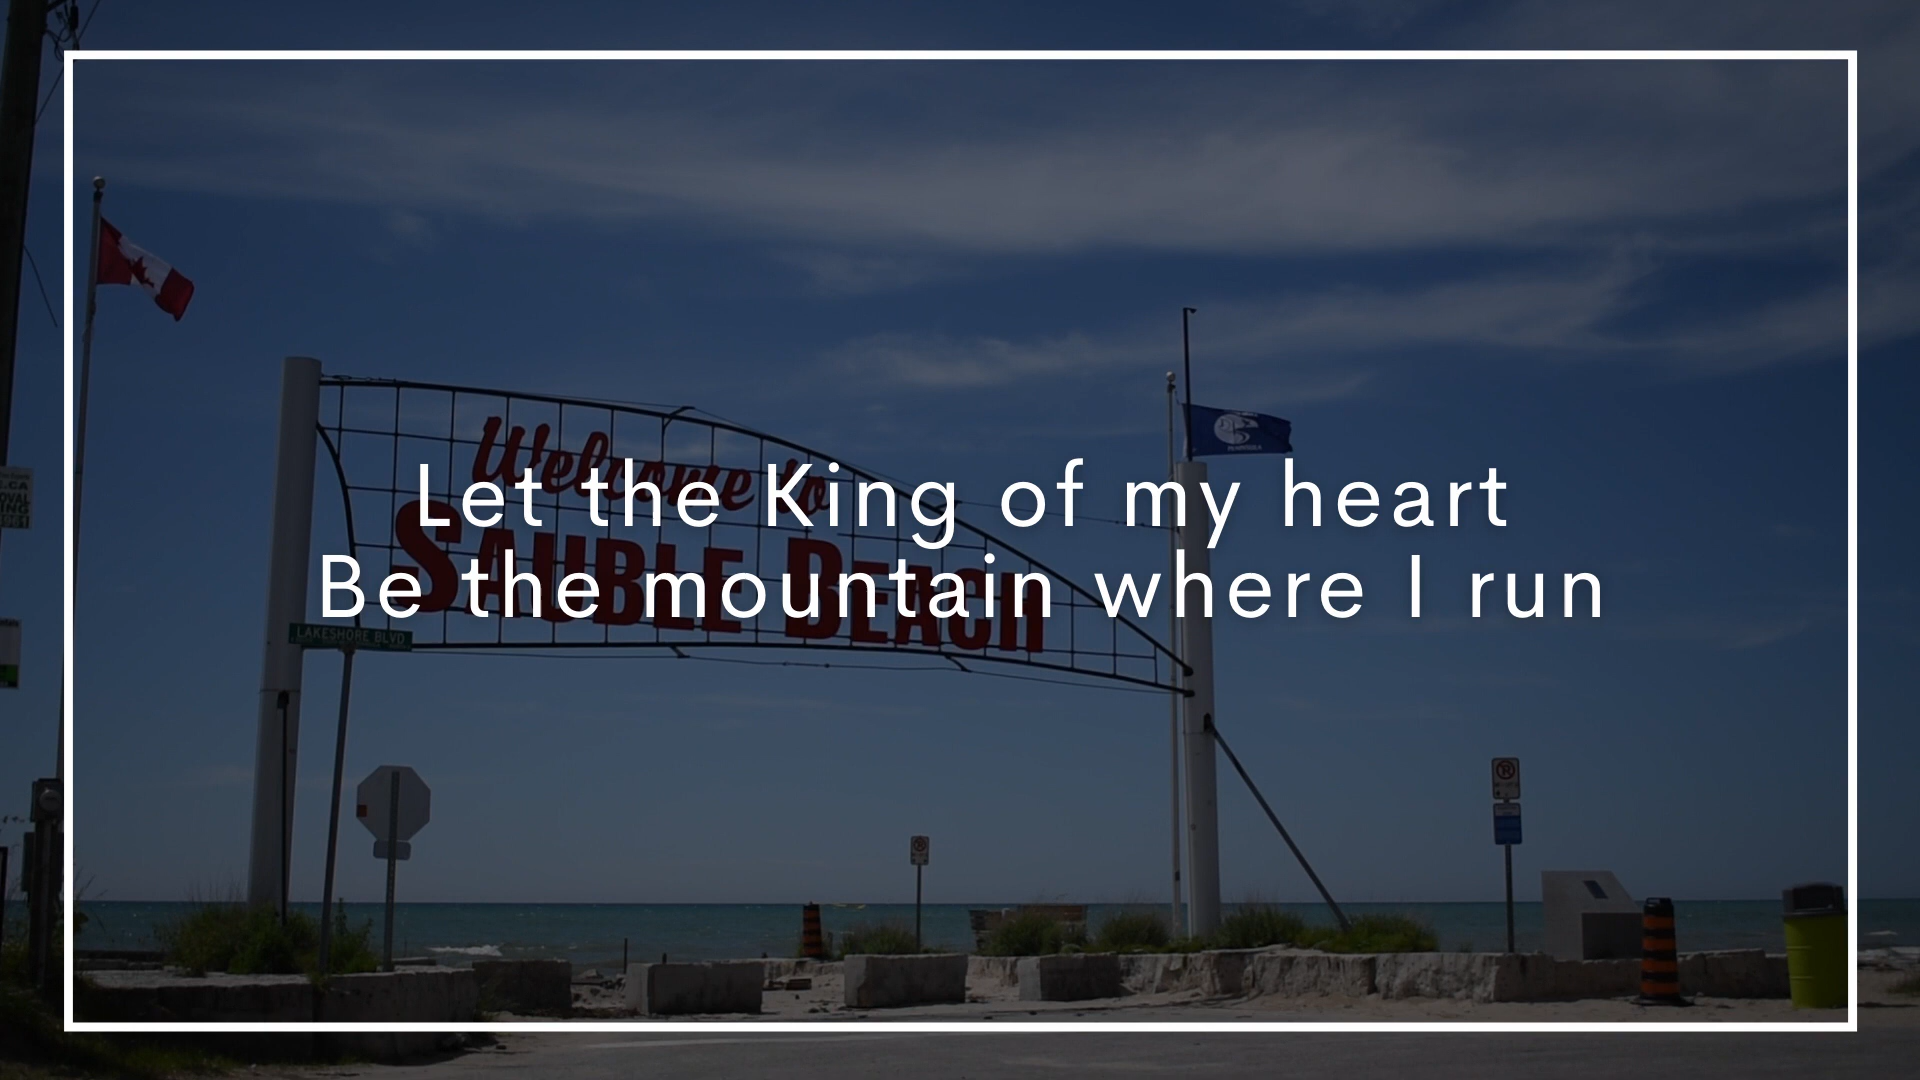 Welcome to
SAUBLE BEACH
Let the King of my heart
Be the mountain where I run
LAKESHORE BLVD